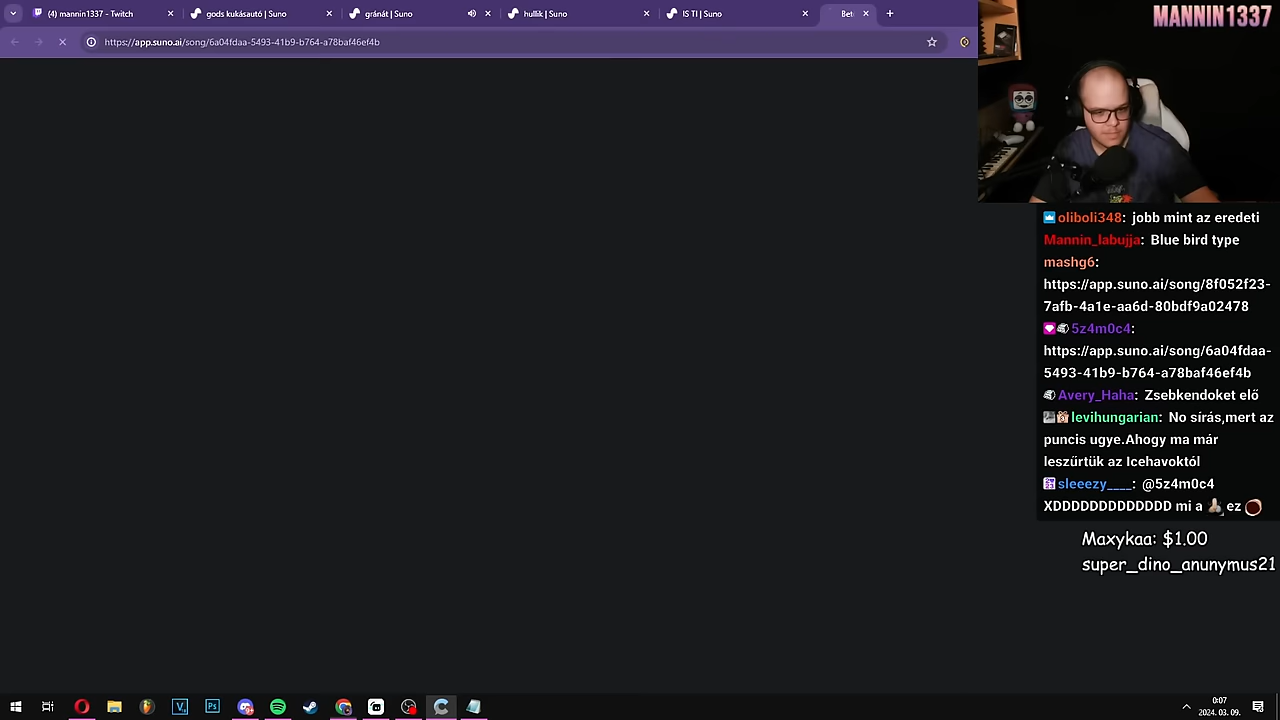 (4) mannin1337 - Twitch
gods kukásautó | Suno
gránát | Suno
hullik | Suno
IS TI | Suno
Bet
https://app.suno.ai/song/6a04fdaa-5493-41b9-b764-a78baf46ef4b
MANNIN1337
oliboli348: jobb mint az eredeti
Mannin_labujja: Blue bird type
mashg6:
https://app.suno.ai/song/8f052f23-
7afb-4a1e-aa6d-80bdf9a02478
5z4m0c4:
https://app.suno.ai/song/6a04fdaa-
5493-41b9-b764-a78baf46ef4b
Avery_Haha: Zsebkendoket elő
levihungarian: No sírás,mert az
puncis ugye.Ahogy ma már
leszűrtük az Icehavoktól
sleeezy____: @5z4m0c4
XDDDDDDDDDDDDD mi a ez
Maxykaa: $1.00
super_dino_anunymus21
V.
Ps
0:07
2024. 03. 09.